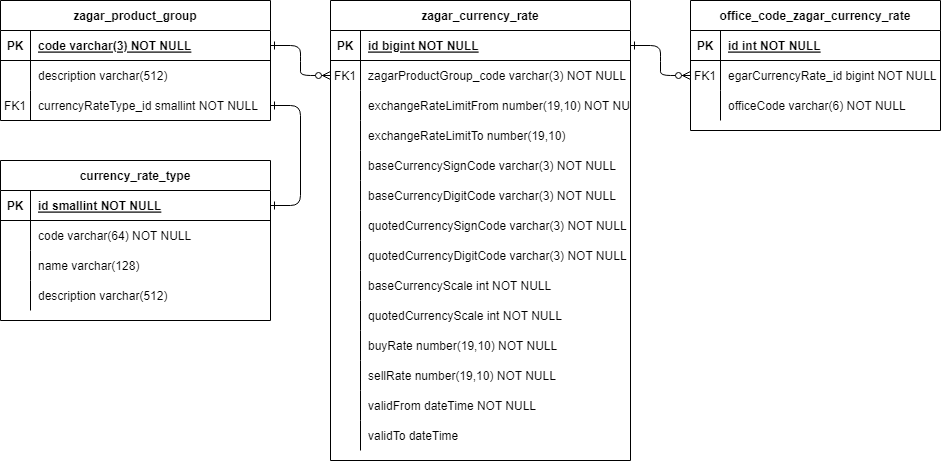 zagar_product_group
PK code varchar(3) NOT NULL
description varchar(512)
FK1 currencyRateType_id smallint NOT NULL
currency_rate_type
PK id smallint NOT NULL
code varchar(64) NOT NULL
name varchar(128)
description varchar(512)
zagar_currency_rate
PK id bigint NOT NULL
FK1 zagarProductGroup_code varchar(3) NOT NULL
exchangeRateLimitFrom number(19,10) NOT NU
exchangeRateLimitTo number(19,10)
baseCurrencySignCode varchar(3) NOT NULL
baseCurrencyDigitCode varchar(3) NOT NULL
quotedCurrencySignCode varchar(3) NOT NULL
quotedCurrencyDigitCode varchar(3) NOT NULL
baseCurrencyScale int NOT NULL
quotedCurrencyScale int NOT NULL
buyRate number(19,10) NOT NULL
sellRate number(19,10) NOT NULL
validFrom dateTime NOT NULL
validTo dateTime
office_code_zagar_currency_rate
PK id int NOT NULL
FK1 egarCurrencyRate_id bigint NOT NULL
officeCode varchar(6) NOT NULL